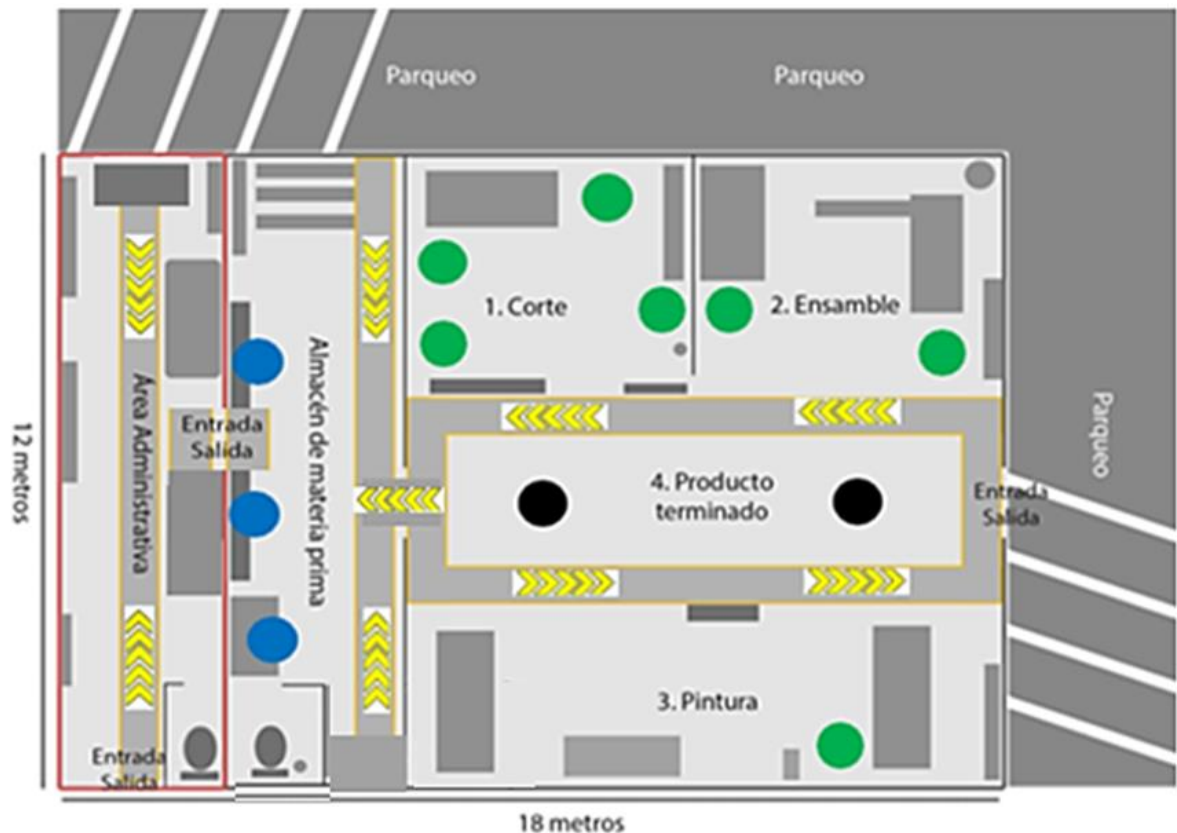 Parqueo
Parqueo
1. Corte
2. Ensamble
Almacén de materia prima
Área Administrativa
Entrada
Salida
12 metros
4. Producto
terminado
Entrada
Salida
Parqueo
3. Pintura
Entrada
Salida
18 metros